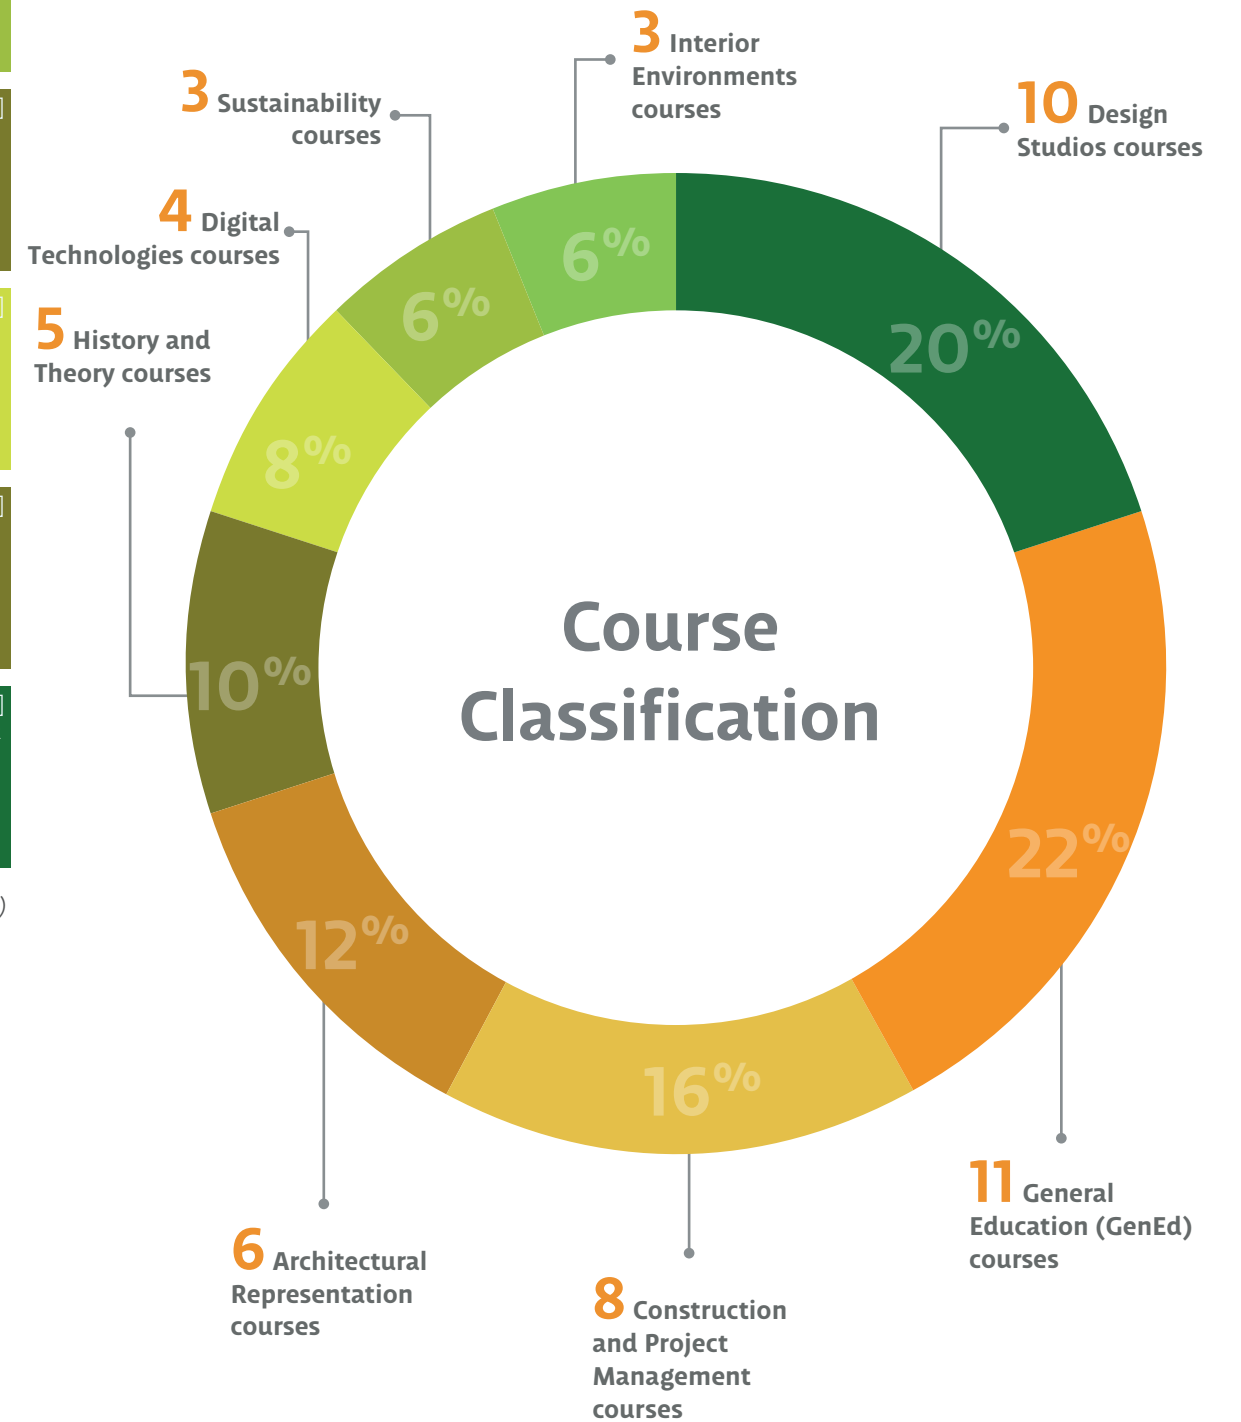 3 Interior
Environments
courses
10 Design
Studios courses
3 Sustainability
courses
4 Digital
Technologies courses
5 History and
Theory courses
6%
6%
20%
8%
10%
Course
Classification
22%
12%
16%
11 General
Education (GenEd)
courses
6 Architectural
Representation
courses
8 Construction
and Project
Management
courses
]
]
]
]
)